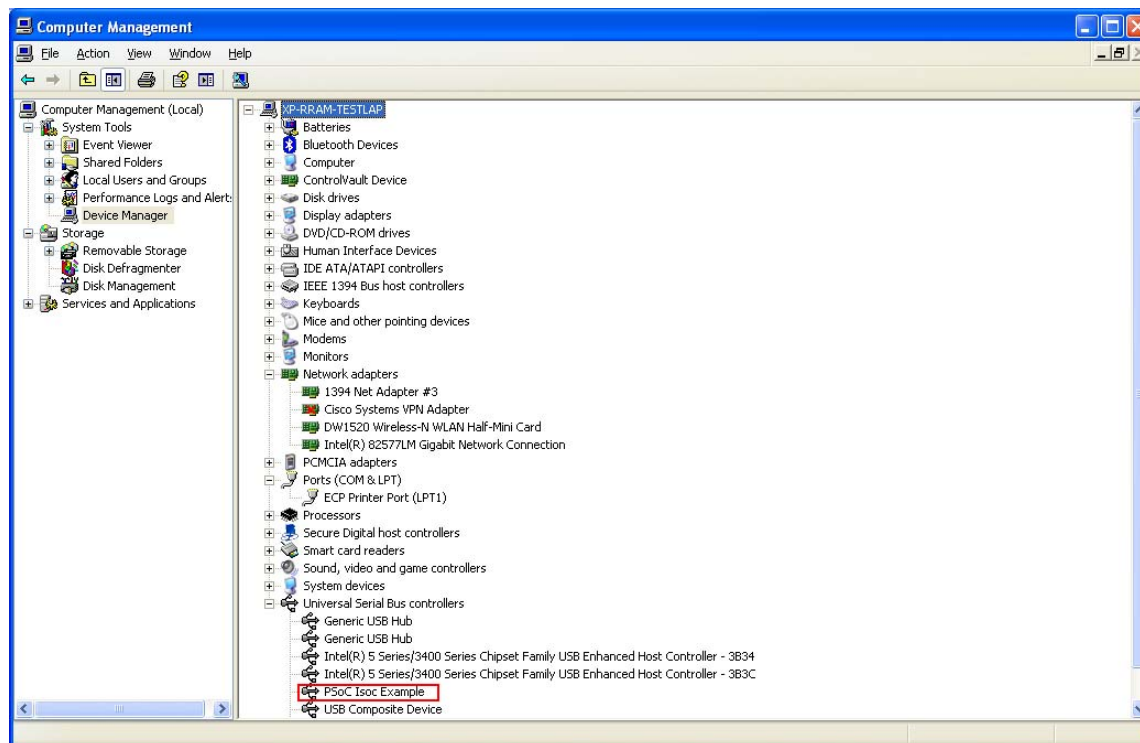 Computer Management
File Action View Window Help
Computer Management (Local)
System Tools
Event Viewer
Shared Folders
Local Users and Groups
Performance Logs and Alert
Device Manager
Storage
Removable Storage
Disk Defragmenter
Disk Management
Services and Applications
XP-RRAM-TESTLAP
Batteries
Bluetooth Devices
Computer
ControlVault Device
Disk drives
Display adapters
DVD/CD-ROM drives
Human Interface Devices
IDE ATA/ATAPI controllers
IEEE 1394 Bus host controllers
Keyboards
Mice and other pointing devices
Modems
Monitors
Network adapters
1394 Net Adapter #3
Cisco Systems VPN Adapter
DW1520 Wireless-N WLAN Half-Mini Card
Intel(R) 82577LM Gigabit Network Connection
PCMCIA adapters
Ports (COM & LPT)
ECP Printer Port (LPT1)
Processors
Secure Digital host controllers
Smart card readers
Sound, video and game controllers
System devices
Universal Serial Bus controllers
Generic USB Hub
Generic USB Hub
Intel(R) 5 Series/3400 Series Chipset Family USB Enhanced Host Controller - 3B34
Intel(R) 5 Series/3400 Series Chipset Family USB Enhanced Host Controller - 3B3C
PSoC Isoc Example
USB Composite Device